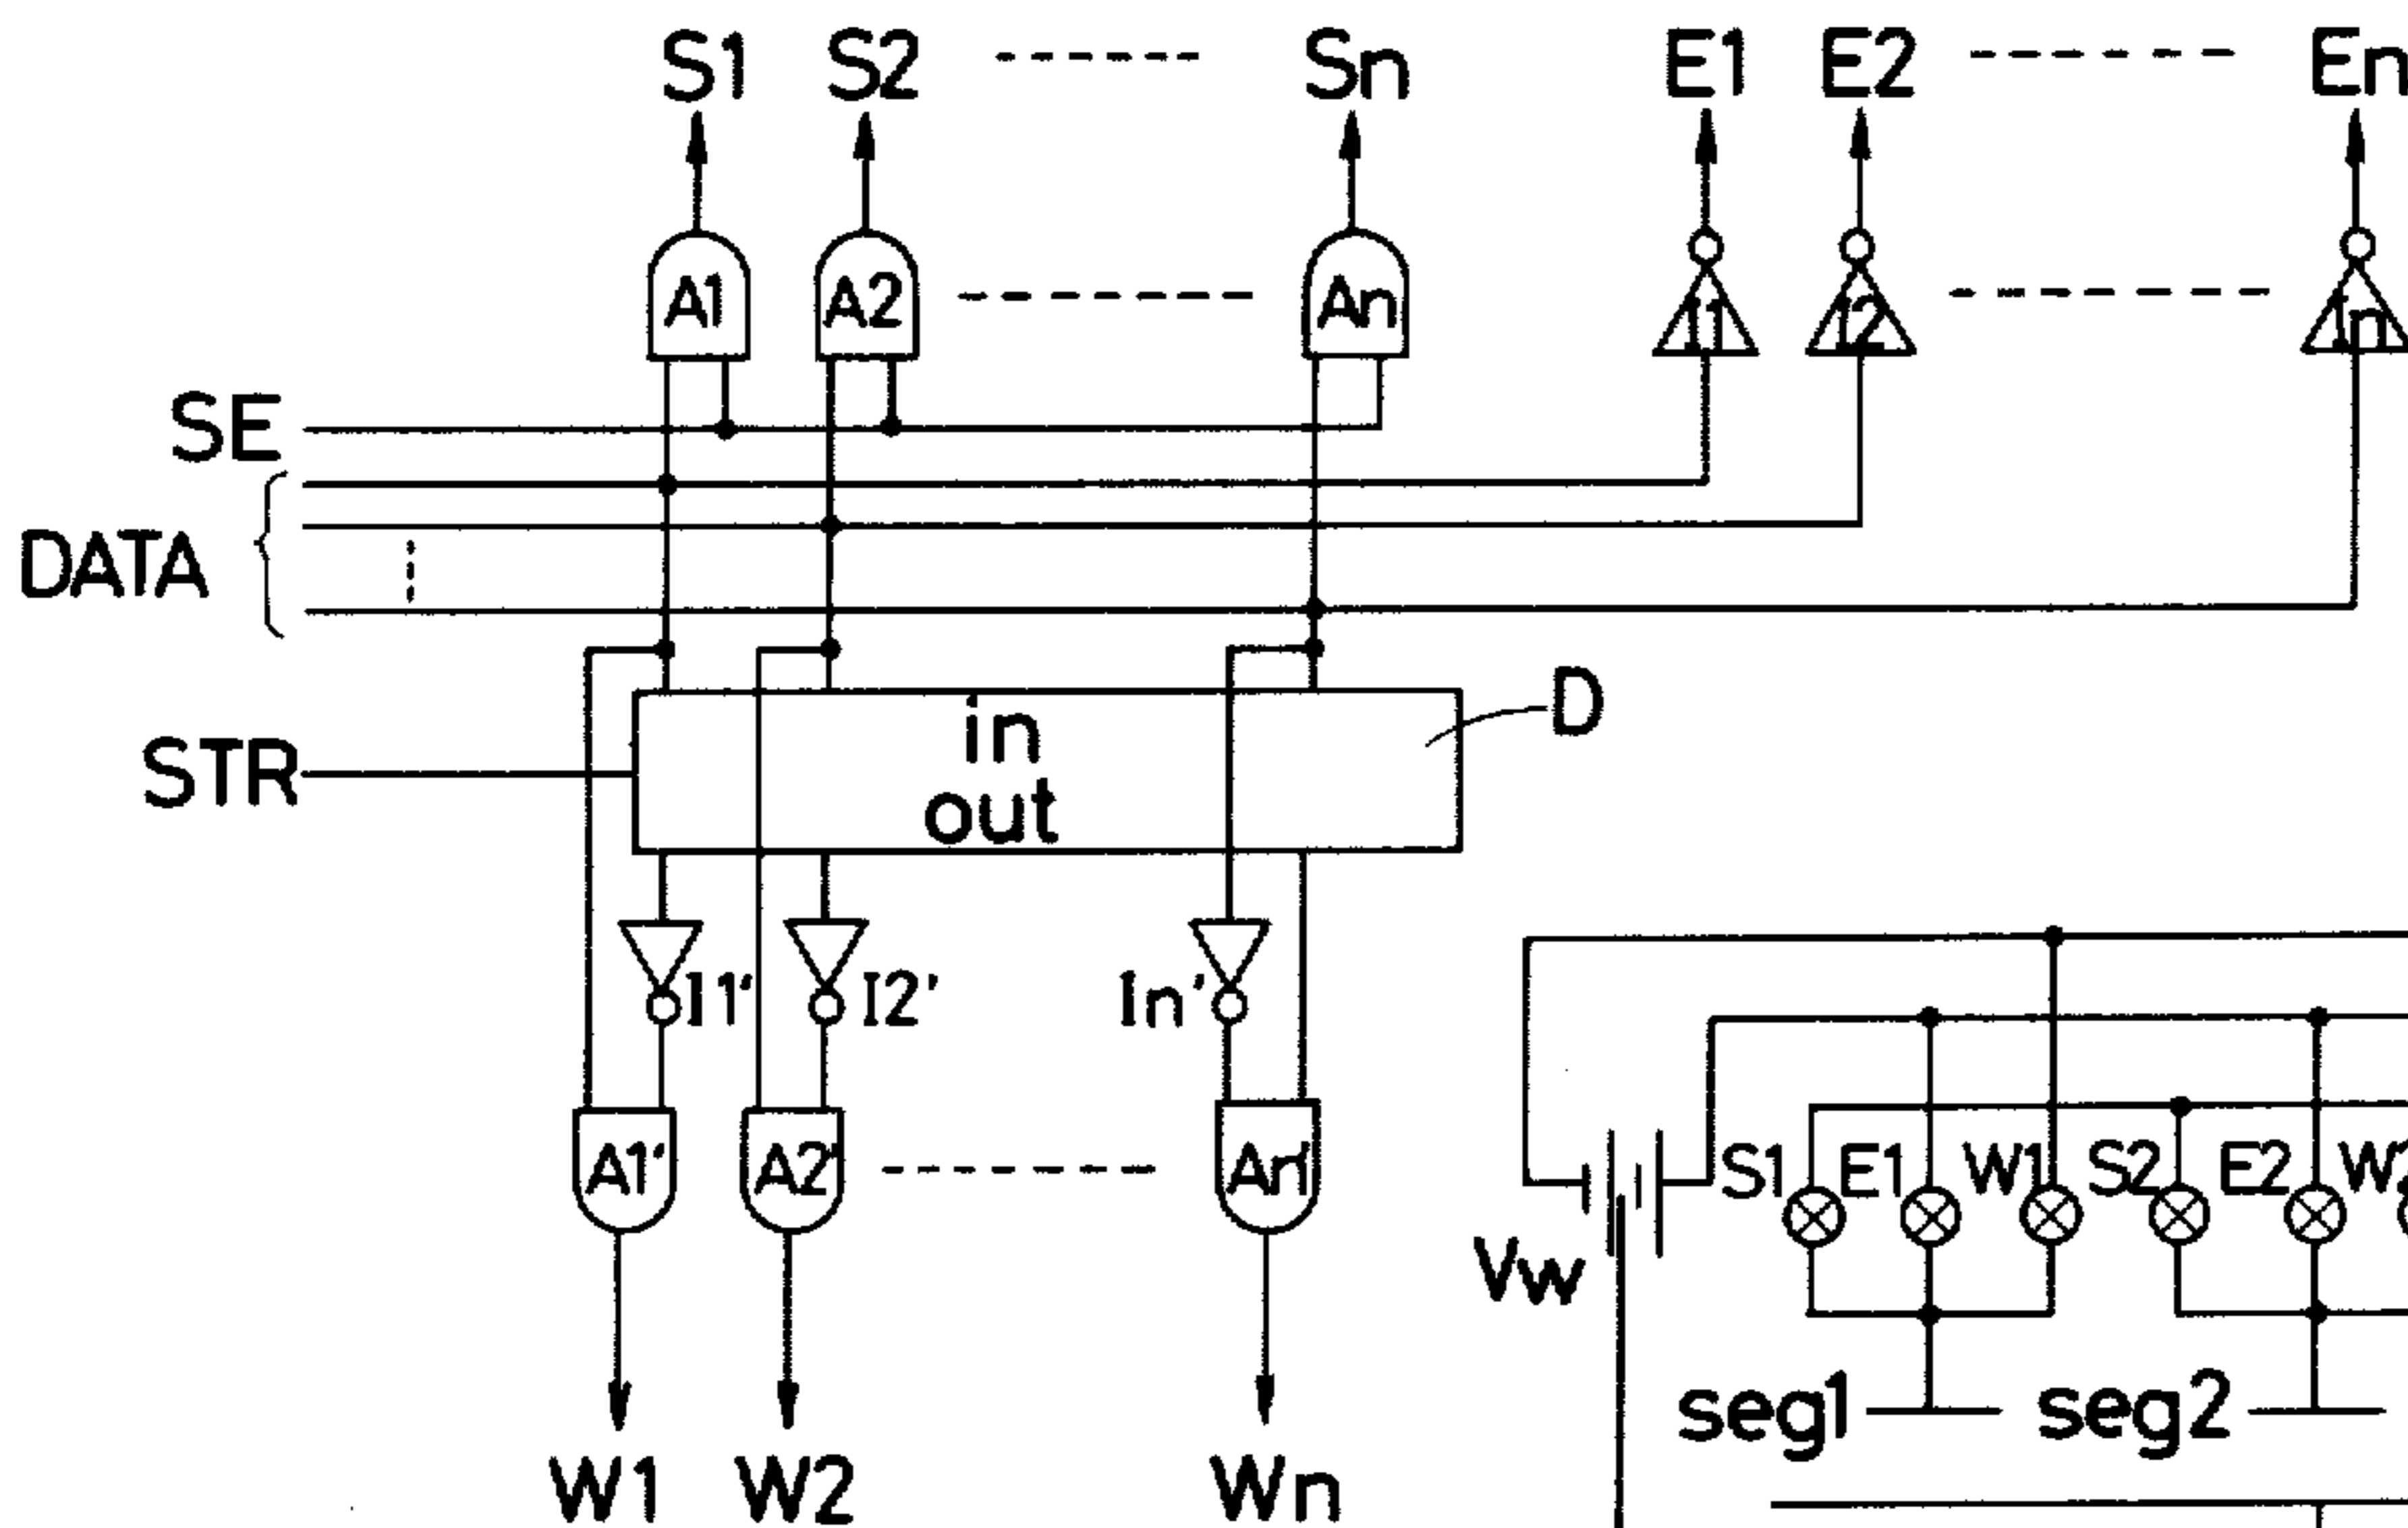 S1 S2 Sn E1 E2 En
A1 A2 An I1 I2 In
SE
DATA
in
D
STR
out
I1' I2' In'
A1' A2' An'
S1 E1 W1 S2 E2
Vw
seg1 seg2
W1 W2 Wn